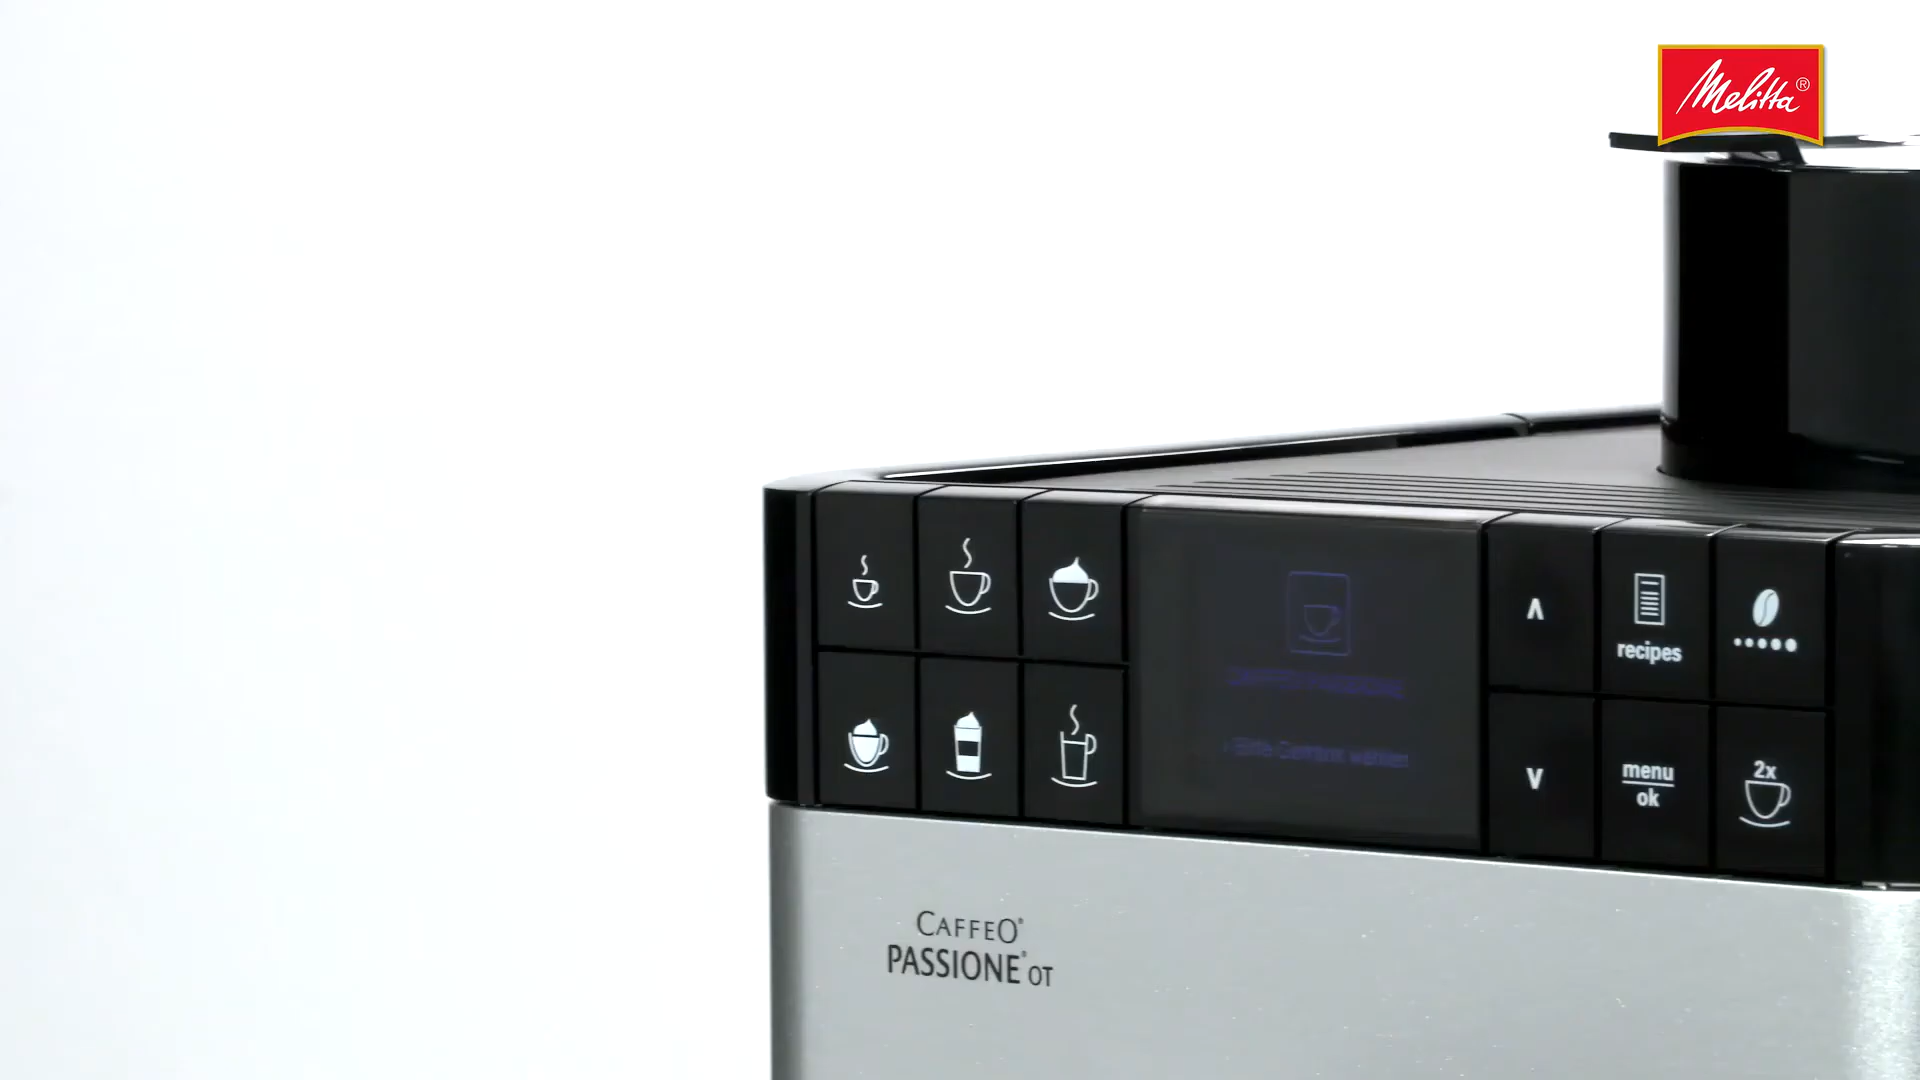 Melitta®
recipes
menu
ok
2x
CAFFEO®
PASSIONE® OT